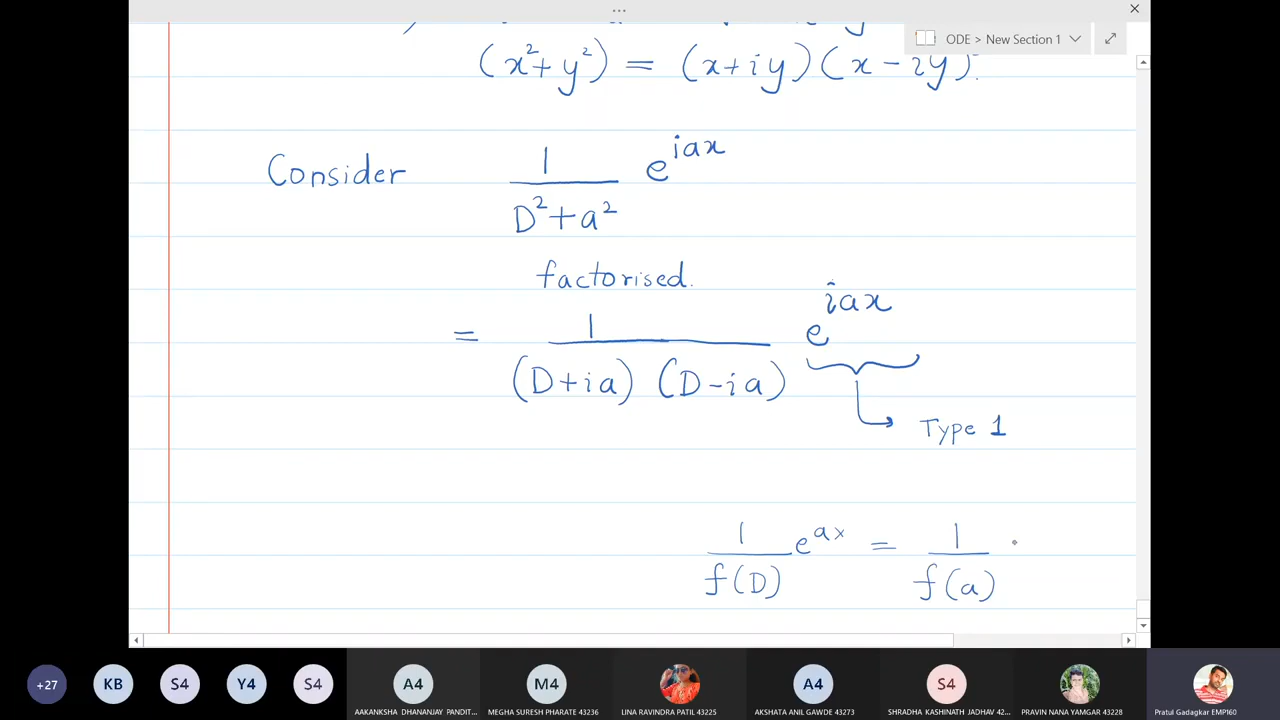 ODE > New Section 1
(x²+y²) = (x+iy)(x-iy).
Consider 1/(D²+a²) e^{iax}
factorised.
= 1/((D+ia) (D-ia)) e^{iax}
Type 1
1/f(D) e^{ax} = 1/f(a)
+27 KB S4 Y4 S4 A4 M4 A4 S4
AAKANKSHA DHANANJAY PANDIT... MEGHA SURESH PHARATE 43236 LINA RAVINDRA PATIL 43225 AKSHATA ANIL GAWDE 43273 SHRADHA KASHINATH JADHAV 42... PRAVIN NANA YAMGAR 43228 Pratul Gadagkar EMP160